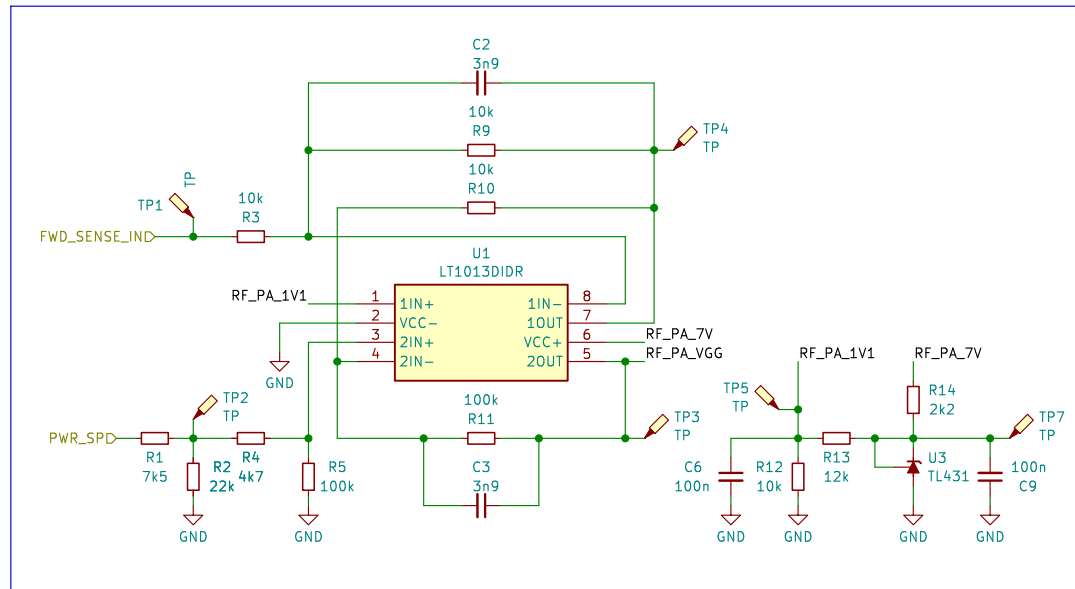 C2
3n9
10k
R9
TP4
TP
10k
R10
TP
TP1
10k
R3
FWD_SENSE_IN
U1
LT1013DIDR
RF_PA_1V1
1
1IN+
1IN-
8
2
VCC-
1OUT
7
3
2IN+
VCC+
6
RF_PA_7V
4
2IN-
2OUT
5
RF_PA_VGG
GND
RF_PA_1V1
RF_PA_7V
TP2
TP
100k
R11
TP3
TP
TP5
TP
R14
2k2
TP7
TP
PWR_SP
R1
7k5
R2
22k
R4
4k7
R5
100k
C3
3n9
C6
100n
R12
10k
R13
12k
U3
TL431
100n
C9
GND
GND
GND
GND
GND
GND